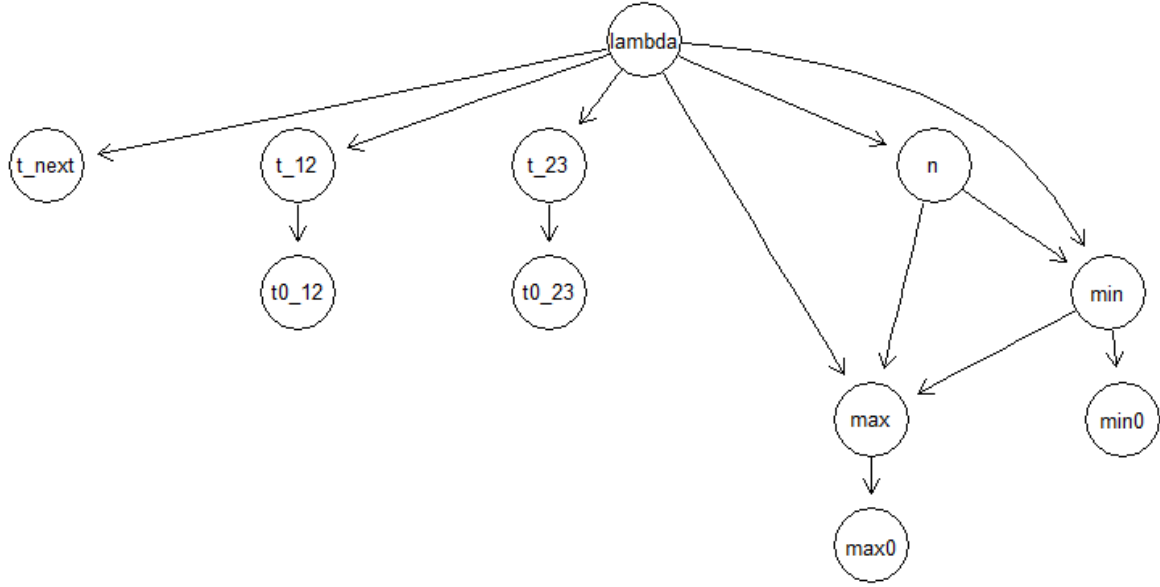 lambda
t_next
t_12
t_23
n
t0_12
t0_23
min
max
min0
max0